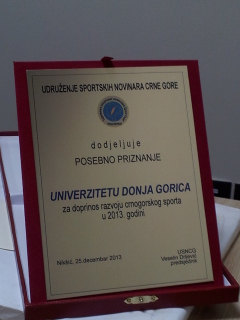 UDRUŽENJE SPORTSKIH NOVINARA CRNE GORE
dodjeljuje
POSEBNO PRIZNANJE
UNIVERZITETU DONJA GORICA
za doprinos razvoju crnogorskog sporta
u 2013. godini
Nikšić, 25.decembar 2013.
USNCG
Veselin Drljević
predsjednik